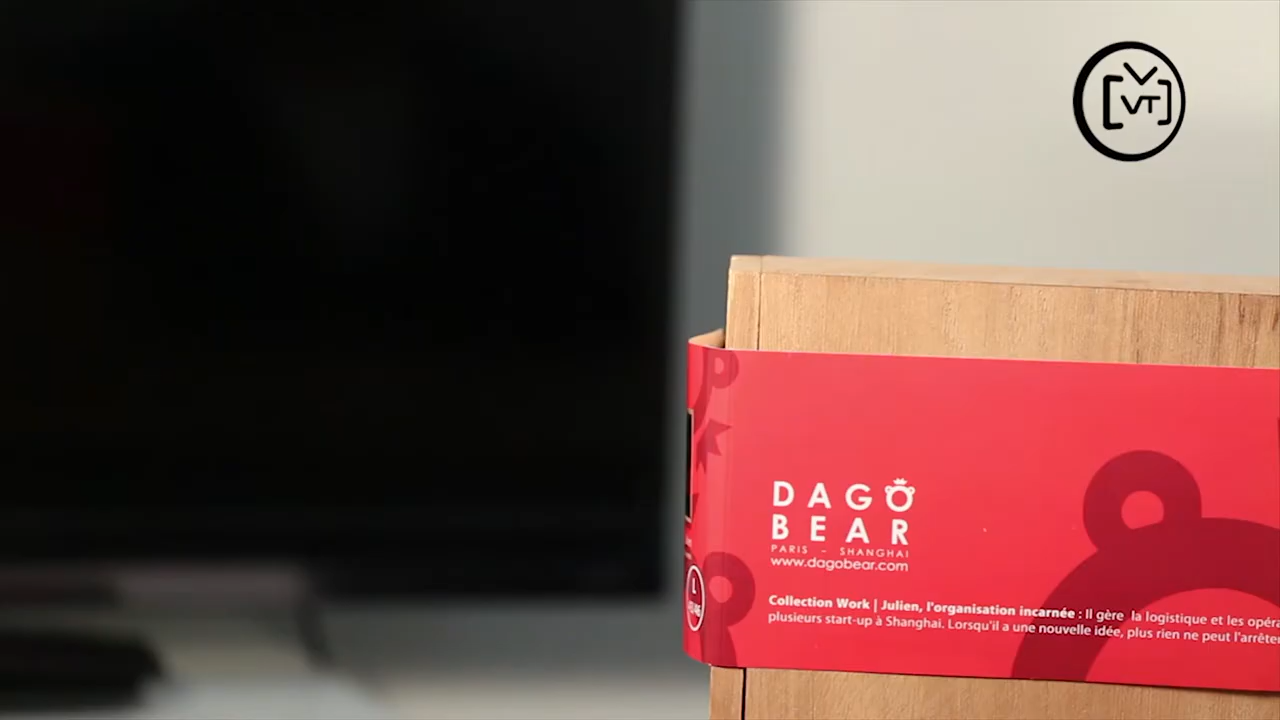 VT
DAGO
BEAR
PARIS – SHANGHAI
www.dagobear.com
L
Collection Work | Julien, l'organisation incarnée : Il gère la logistique et les opéra
plusieurs start-up à Shanghai. Lorsqu'il a une nouvelle idée, plus rien ne peut l'arrête